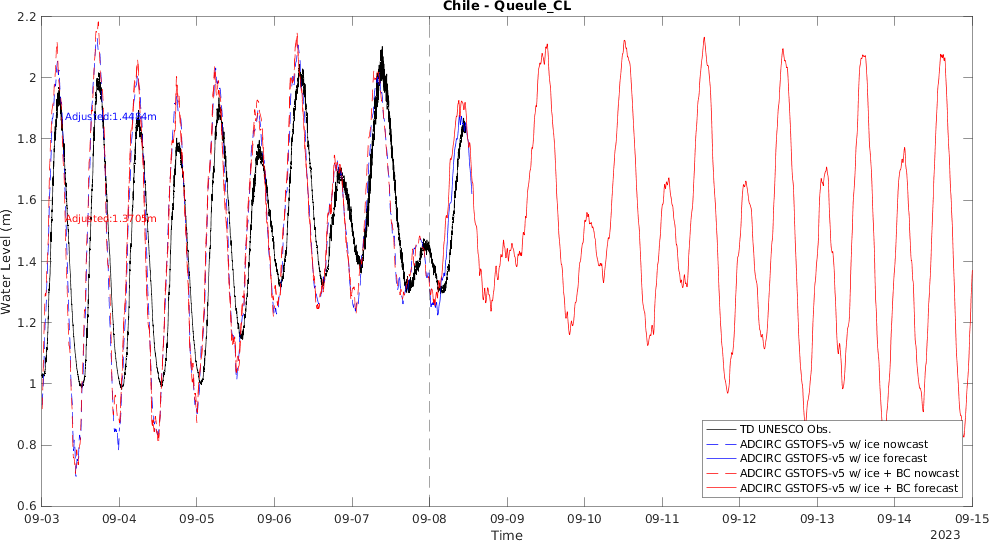 Chile - Queule_CL
2.2
2
1.8
1.6
1.4
1.2
1
0.8
0.6
Water Level (m)
Adjusted:1.4484m
Adjusted:1.3705m
TD UNESCO Obs.
ADCIRC GSTOFS-v5 w/ ice nowcast
ADCIRC GSTOFS-v5 w/ ice forecast
ADCIRC GSTOFS-v5 w/ ice + BC nowcast
ADCIRC GSTOFS-v5 w/ ice + BC forecast
09-03 09-04 09-05 09-06 09-07 09-08 09-09 09-10 09-11 09-12 09-13 09-14 09-15
Time
2023